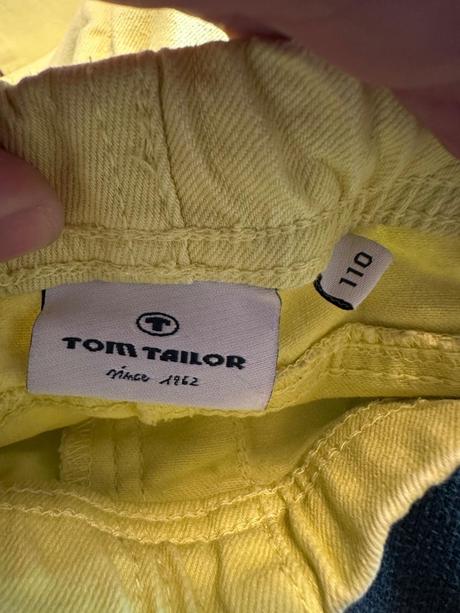 T
TOM TAILOR
since 1962
110